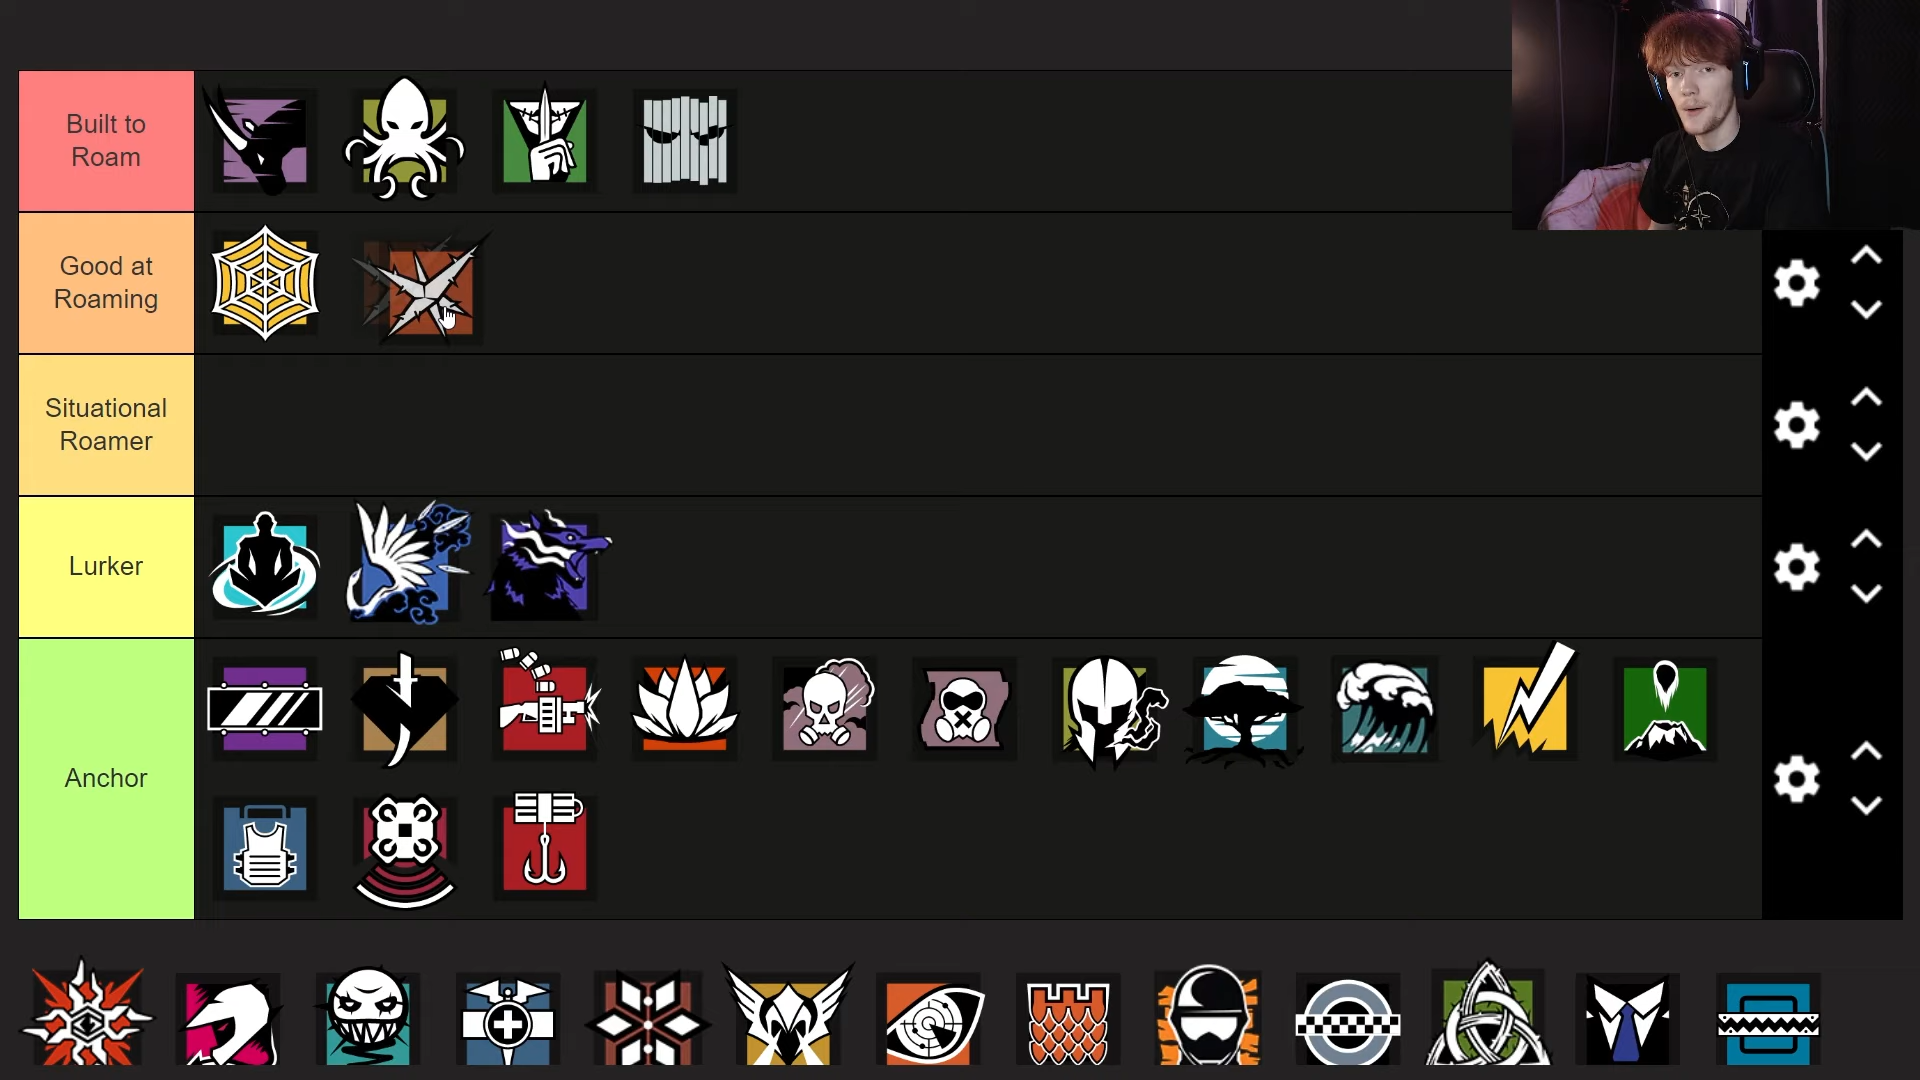 Built to
Roam
Good at
Roaming
Situational
Roamer
Lurker
Anchor